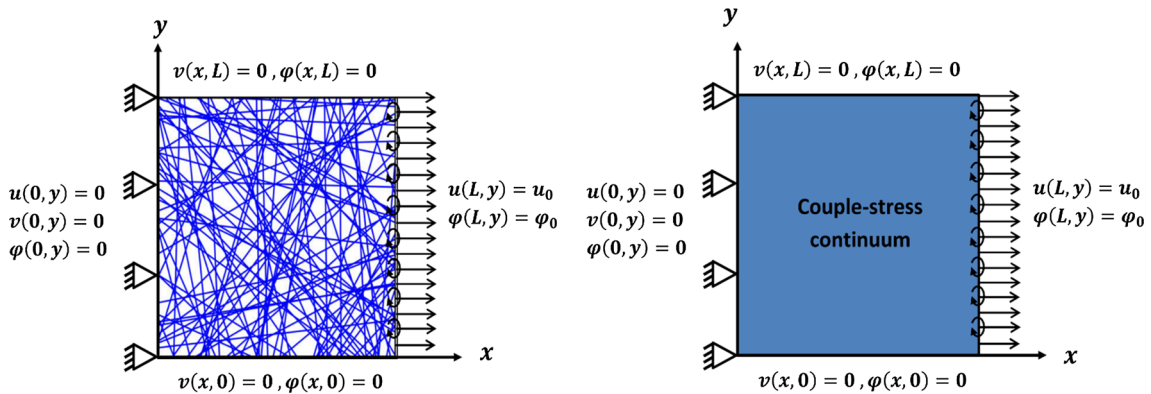 y
v(x, L) = 0 , φ(x, L) = 0
u(0, y) = 0
v(0, y) = 0
φ(0, y) = 0
u(L, y) = u₀
φ(L, y) = φ₀
x
v(x, 0) = 0 , φ(x, 0) = 0
y
v(x, L) = 0 , φ(x, L) = 0
u(0, y) = 0
v(0, y) = 0
φ(0, y) = 0
Couple-stress
continuum
u(L, y) = u₀
φ(L, y) = φ₀
x
v(x, 0) = 0 , φ(x, 0) = 0